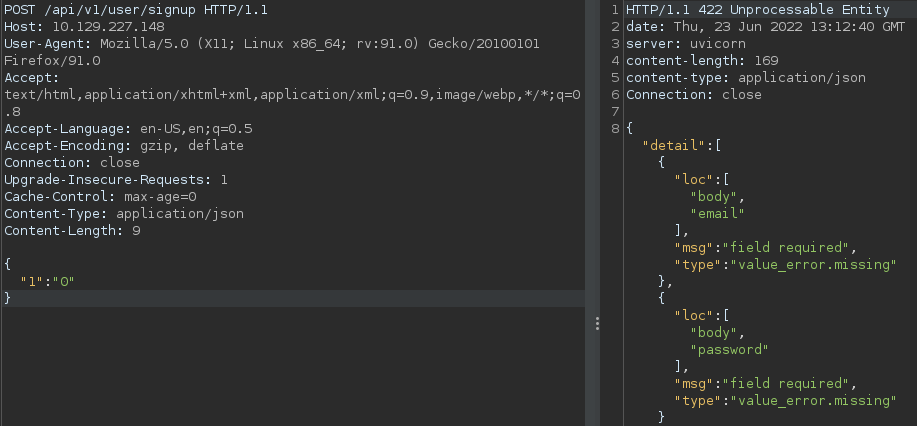 POST /api/v1/user/signup HTTP/1.1
Host: 10.129.227.148
User-Agent: Mozilla/5.0 (X11; Linux x86_64; rv:91.0) Gecko/20100101
Firefox/91.0
Accept:
text/html,application/xhtml+xml,application/xml;q=0.9,image/webp,*/*;q=0
.8
Accept-Language: en-US,en;q=0.5
Accept-Encoding: gzip, deflate
Connection: close
Upgrade-Insecure-Requests: 1
Cache-Control: max-age=0
Content-Type: application/json
Content-Length: 9

{
  "1":"0"
}
1 HTTP/1.1 422 Unprocessable Entity
2 date: Thu, 23 Jun 2022 13:12:40 GMT
3 server: uvicorn
4 content-length: 169
5 content-type: application/json
6 Connection: close
7
8 {
  "detail":[
    {
      "loc":[
        "body",
        "email"
      ],
      "msg":"field required",
      "type":"value_error.missing"
    },
    {
      "loc":[
        "body",
        "password"
      ],
      "msg":"field required",
      "type":"value_error.missing"
    }